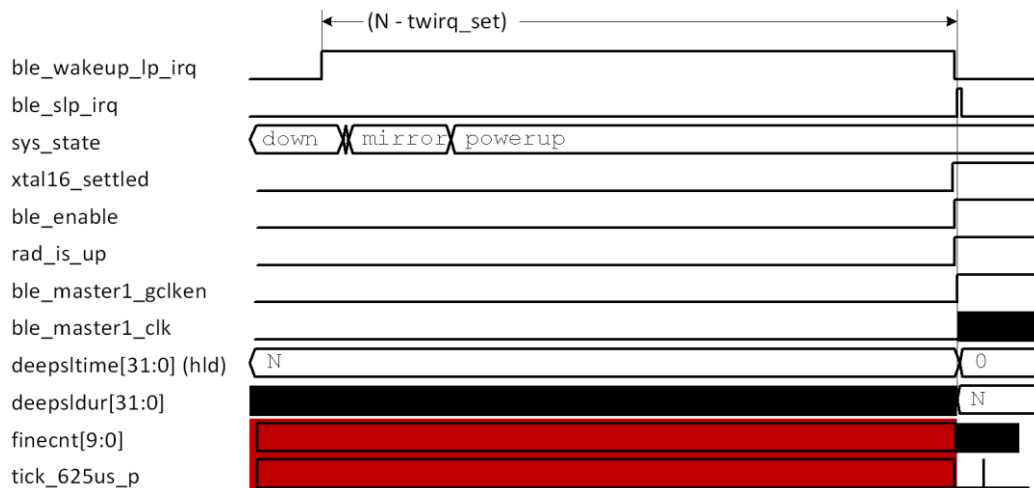 (N - twirq_set)
ble_wakeup_lp_irq
ble_slp_irq
sys_state down mirror powerup
xtal16_settled
ble_enable
rad_is_up
ble_master1_gclken
ble_master1_clk
deepsltime[31:0] (hld) N 0
deepsldur[31:0] N
finecnt[9:0]
tick_625us_p